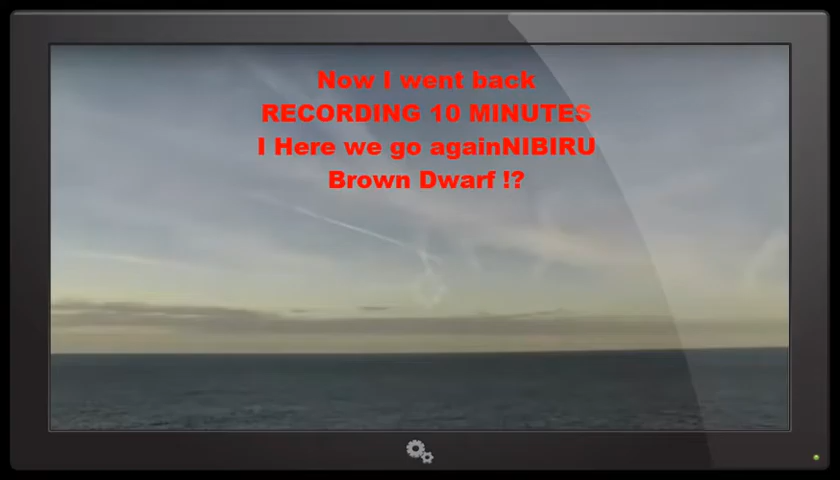 Now I went back
RECORDING 10 MINUTES
I Here we go againNIBIRU
Brown Dwarf !?